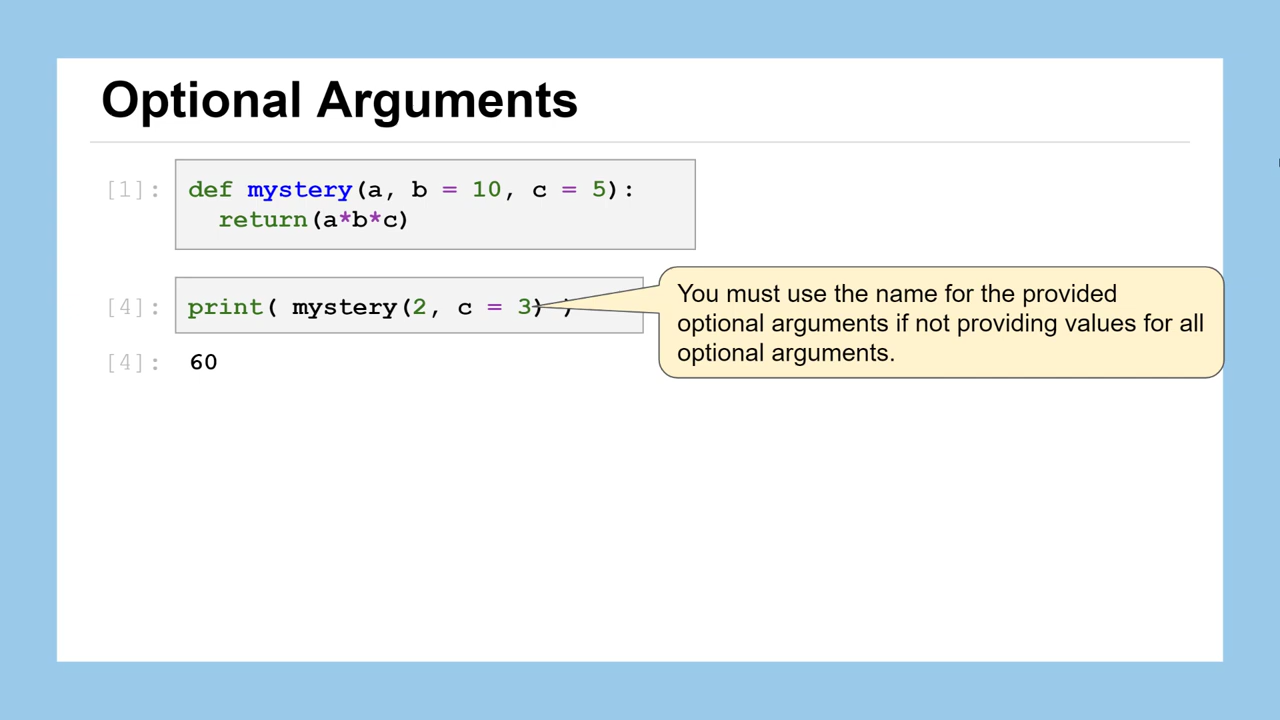 Optional Arguments
[1]: def mystery(a, b = 10, c = 5):
return(a*b*c)
[4]: print( mystery(2, c = 3) )
You must use the name for the provided
optional arguments if not providing values for all
optional arguments.
[4]: 60